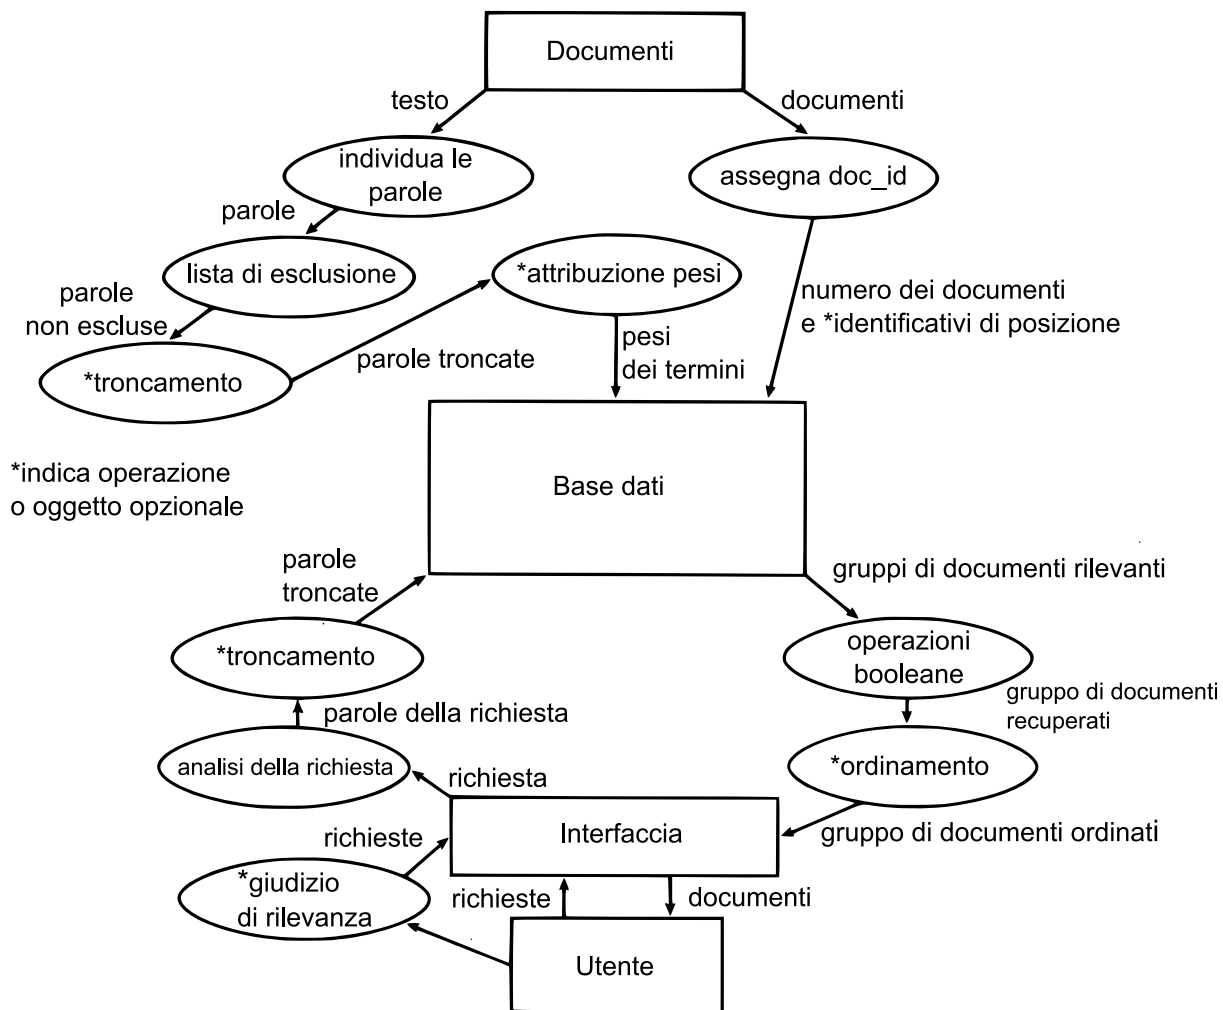 Documenti
testo
documenti
individua le
parole
assegna doc_id
parole
lista di esclusione
*attribuzione pesi
parole
non escluse
numero dei documenti
e *identificativi di posizione
parole troncate
pesi
dei termini
*troncamento
*indica operazione
o oggetto opzionale
Base dati
parole
troncate
gruppi di documenti rilevanti
*troncamento
operazioni
booleane
parole della richiesta
gruppo di documenti
recuperati
analisi della richiesta
*ordinamento
richiesta
Interfaccia
gruppo di documenti ordinati
richieste
*giudizio
di rilevanza
richieste
documenti
Utente